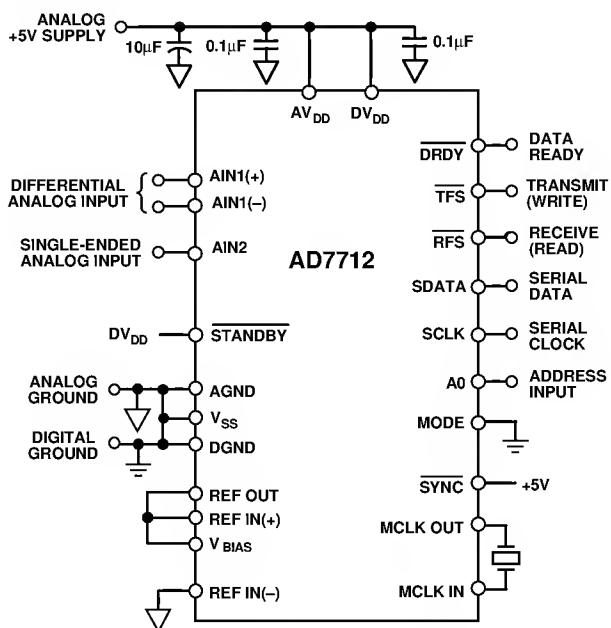 ANALOG
+5V SUPPLY
10µF
0.1µF
0.1µF
AVDD
DVDD
DRDY
DATA
READY
DIFFERENTIAL
ANALOG INPUT
AIN1(+)
AIN1(–)
TFS
TRANSMIT
(WRITE)
RFS
RECEIVE
(READ)
SINGLE-ENDED
ANALOG INPUT
AIN2
AD7712
SDATA
SERIAL
DATA
DVDD
STANDBY
SCLK
SERIAL
CLOCK
ANALOG
GROUND
AGND
A0
ADDRESS
INPUT
VSS
MODE
DIGITAL
GROUND
DGND
SYNC
+5V
REF OUT
REF IN(+)
VBIAS
MCLK OUT
REF IN(–)
MCLK IN